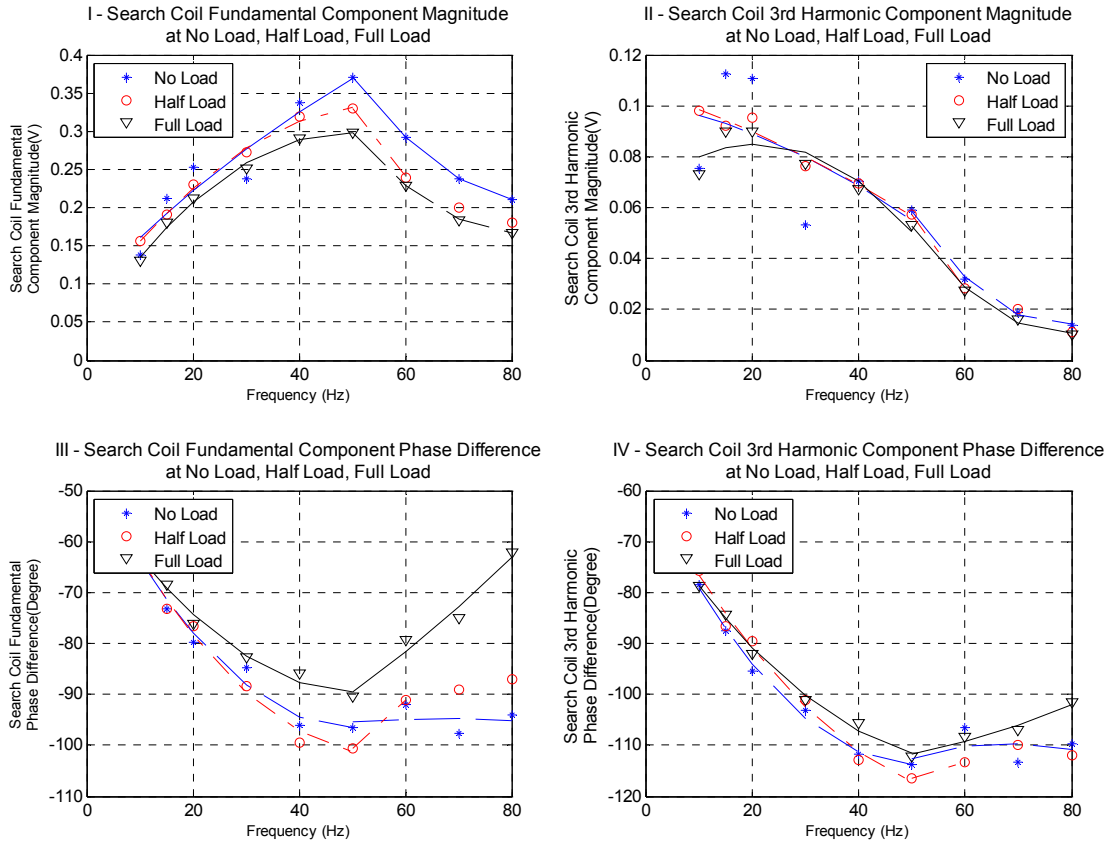 I - Search Coil Fundamental Component Magnitude
at No Load, Half Load, Full Load
Search Coil Fundamental
Component Magnitude(V)
0.4
0.35
0.3
0.25
0.2
0.15
0.1
0.05
0
No Load
Half Load
Full Load
0 20 40 60 80
Frequency (Hz)
II - Search Coil 3rd Harmonic Component Magnitude
at No Load, Half Load, Full Load
Search Coil 3rd Harmonic
Component Magnitude(V)
0.12
0.1
0.08
0.06
0.04
0.02
0
No Load
Half Load
Full Load
0 20 40 60 80
Frequency (Hz)
III - Search Coil Fundamental Component Phase Difference
at No Load, Half Load, Full Load
Search Coil Fundamental
Phase Difference(Degree)
-50
-60
-70
-80
-90
-100
-110
No Load
Half Load
Full Load
0 20 40 60 80
Frequency (Hz)
IV - Search Coil 3rd Harmonic Component Phase Difference
at No Load, Half Load, Full Load
Search Coil 3rd Harmonic
Phase Difference(Degree)
-60
-70
-80
-90
-100
-110
-120
No Load
Half Load
Full Load
0 20 40 60 80
Frequency (Hz)